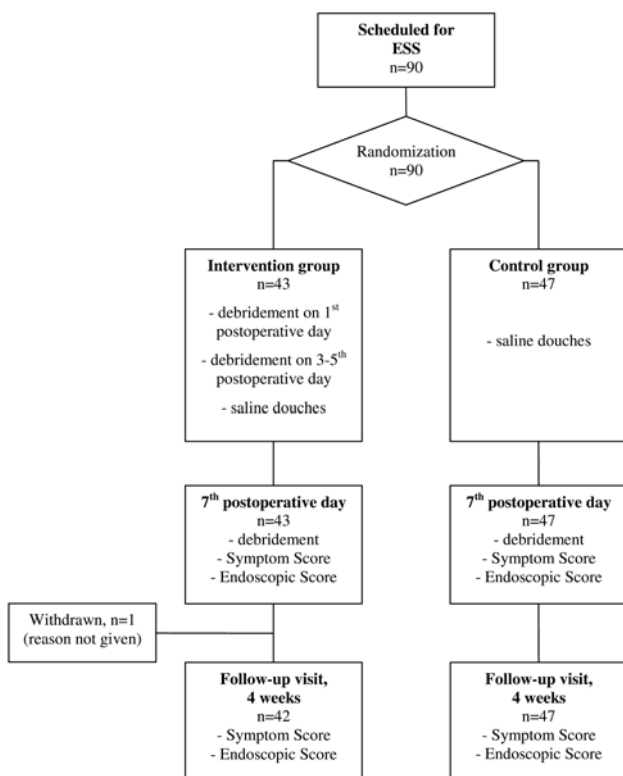 Scheduled for
ESS
n=90
Randomization
n=90
Intervention group
n=43
- debridement on 1st
postoperative day
- debridement on 3-5th
postoperative day
- saline douches
Control group
n=47
- saline douches
7th postoperative day
n=43
- debridement
- Symptom Score
- Endoscopic Score
7th postoperative day
n=47
- debridement
- Symptom Score
- Endoscopic Score
Withdrawn, n=1
(reason not given)
Follow-up visit,
4 weeks
n=42
- Symptom Score
- Endoscopic Score
Follow-up visit,
4 weeks
n=47
- Symptom Score
- Endoscopic Score